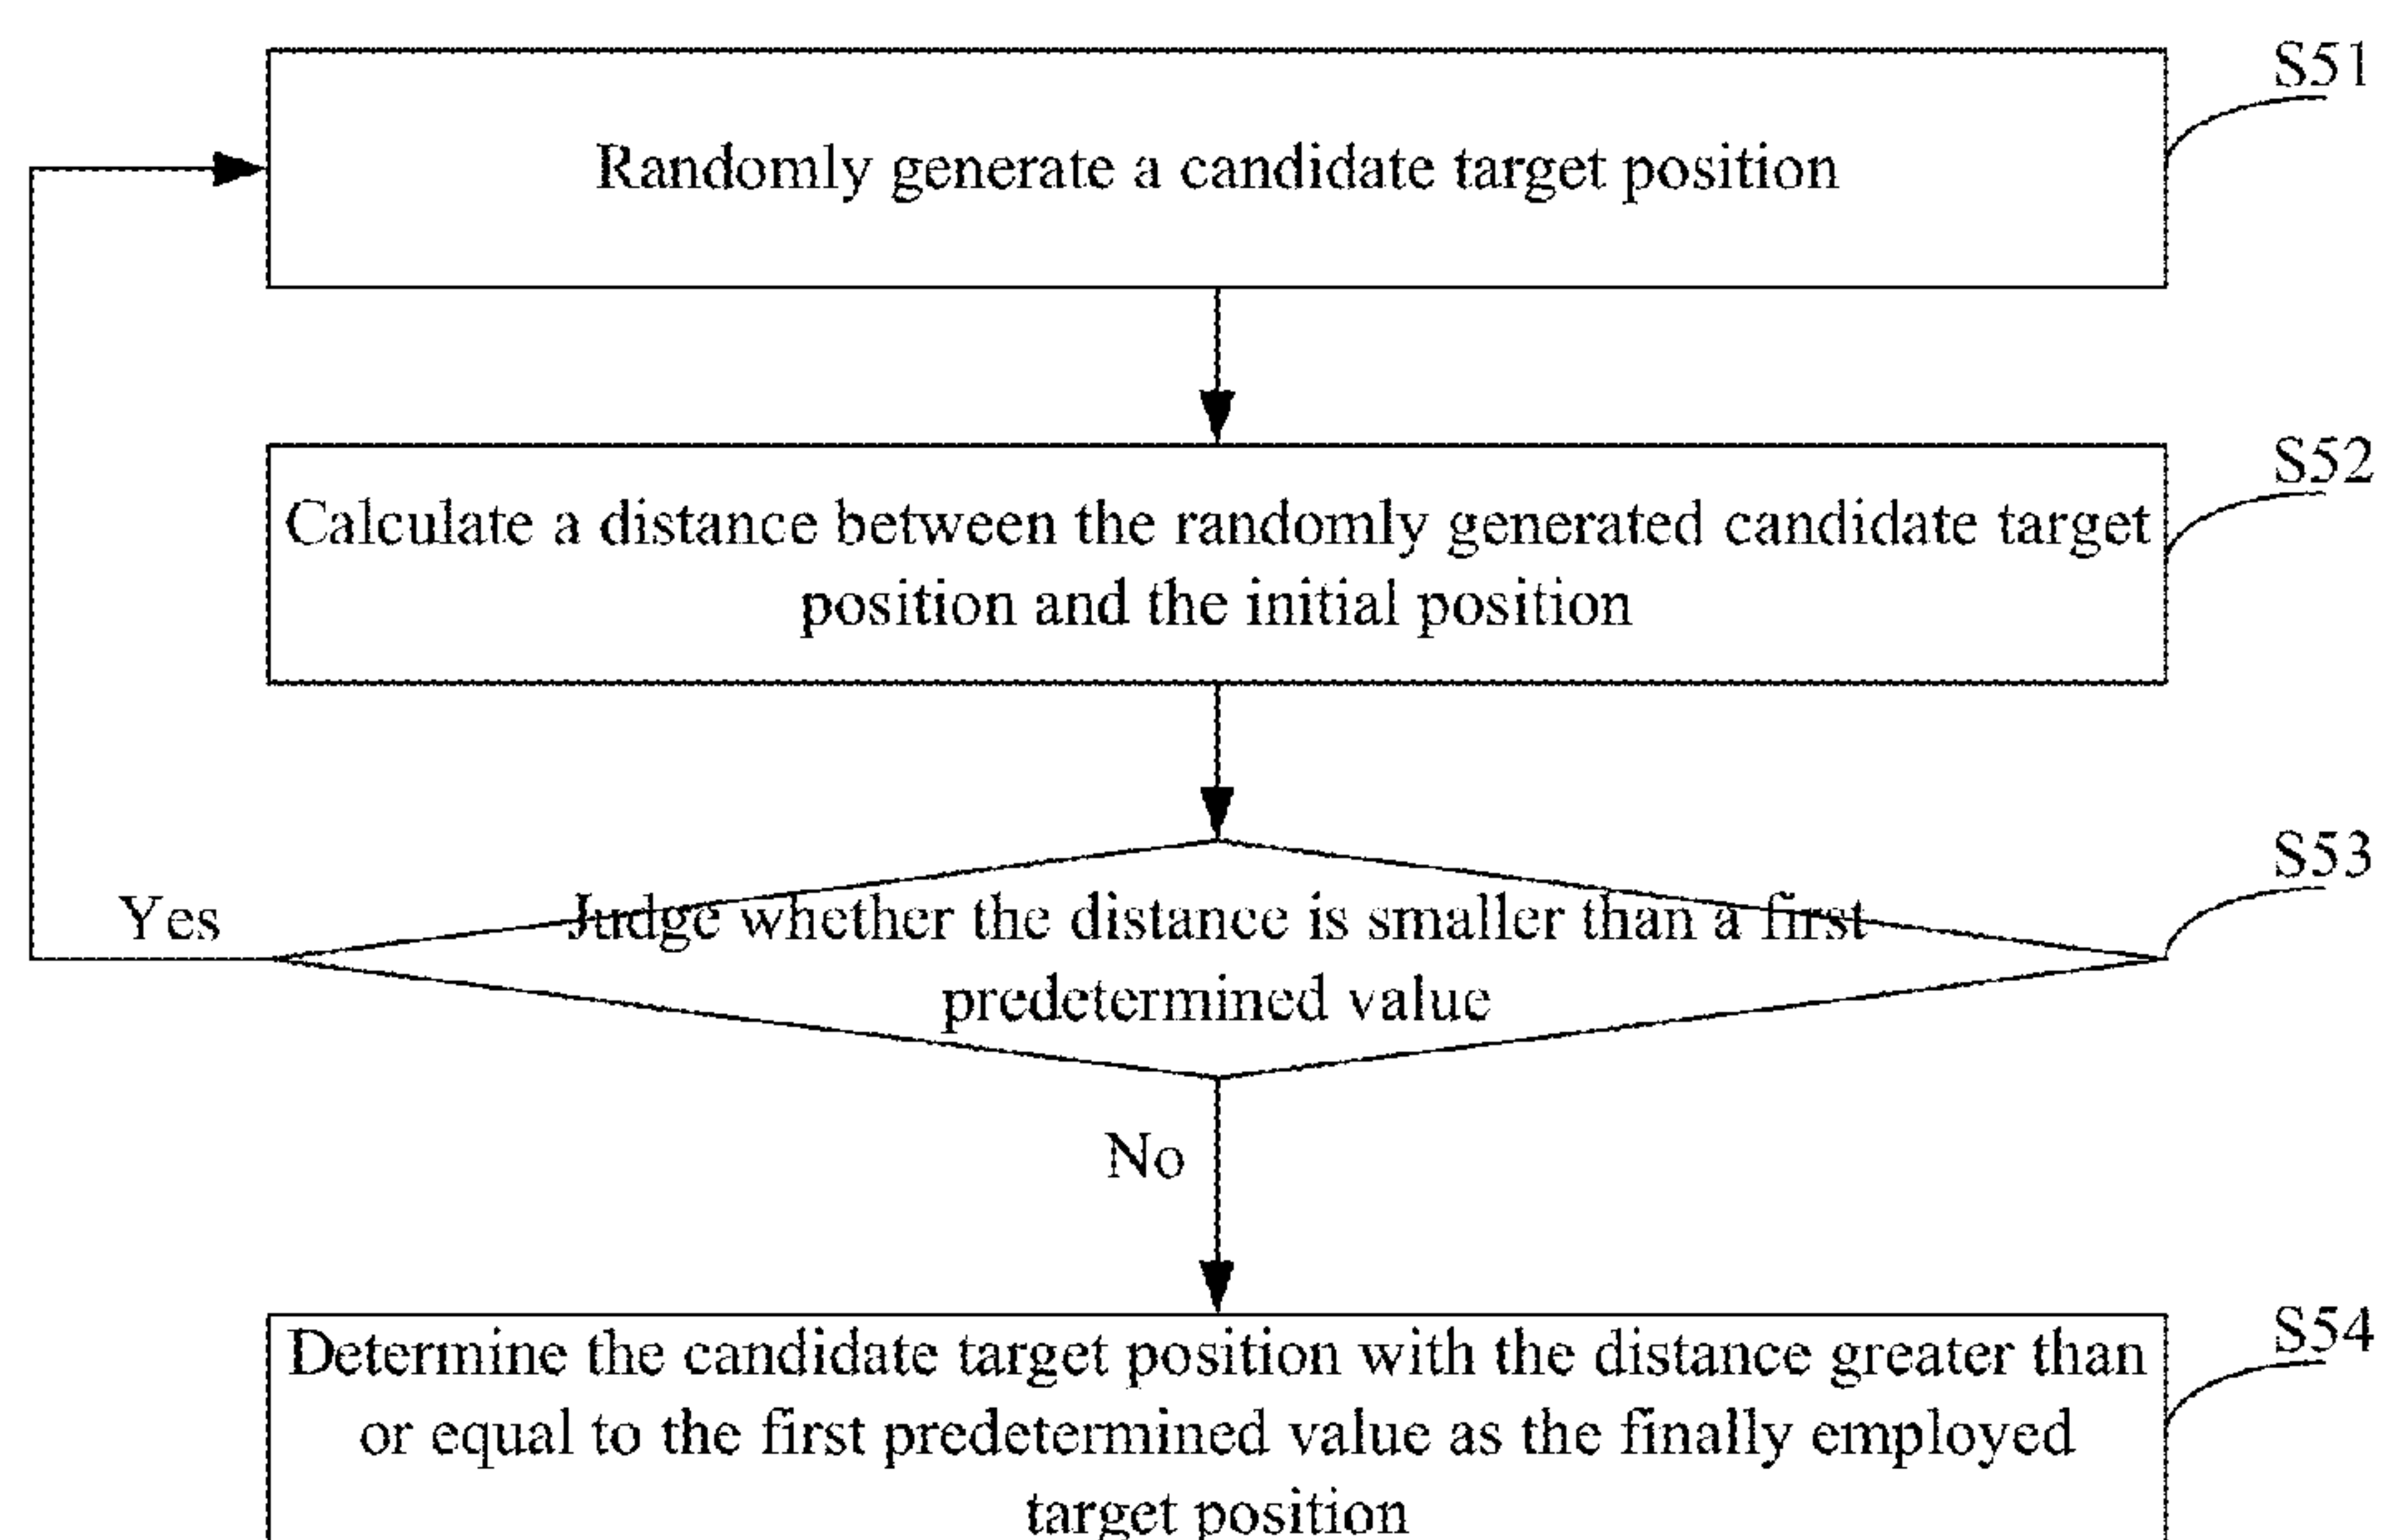 S51
Randomly generate a candidate target position
S52
Calculate a distance between the randomly generated candidate target
position and the initial position
S53
Yes
Judge whether the distance is smaller than a first
predetermined value
No
S54
Determine the candidate target position with the distance greater than
or equal to the first predetermined value as the finally employed
target position